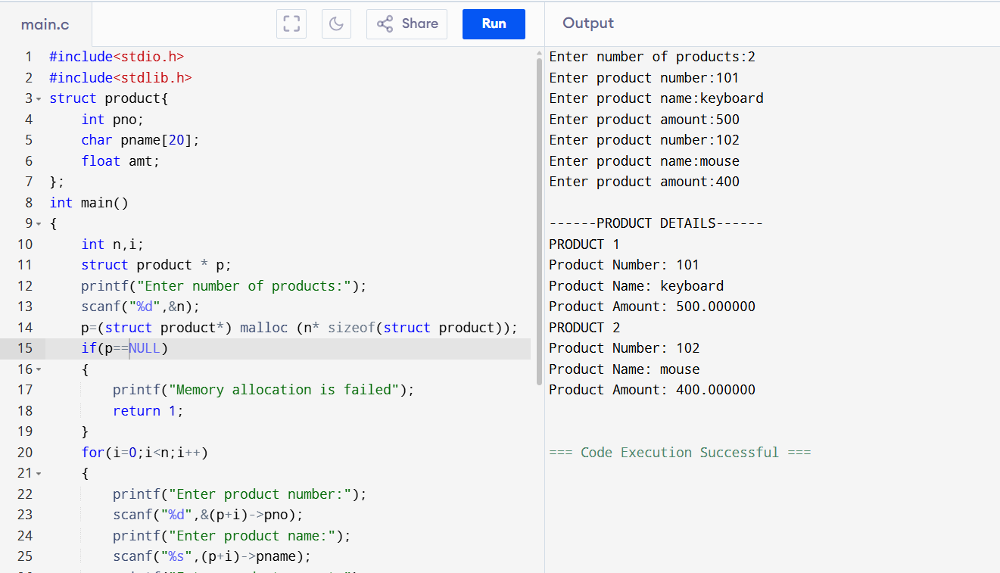 main.c
Share
Run
Output
1 #include<stdio.h>
2 #include<stdlib.h>
3 struct product{
4 int pno;
5 char pname[20];
6 float amt;
7 };
8 int main()
9 {
10 int n,i;
11 struct product * p;
12 printf("Enter number of products:");
13 scanf("%d",&n);
14 p=(struct product*) malloc (n* sizeof(struct product));
15 if(p==NULL)
16 {
17 printf("Memory allocation is failed");
18 return 1;
19 }
20 for(i=0;i<n;i++)
21 {
22 printf("Enter product number:");
23 scanf("%d",&(p+i)->pno);
24 printf("Enter product name:");
25 scanf("%s",(p+i)->pname);
Enter number of products:2
Enter product number:101
Enter product name:keyboard
Enter product amount:500
Enter product number:102
Enter product name:mouse
Enter product amount:400
------PRODUCT DETAILS------
PRODUCT 1
Product Number: 101
Product Name: keyboard
Product Amount: 500.000000
PRODUCT 2
Product Number: 102
Product Name: mouse
Product Amount: 400.000000
=== Code Execution Successful ===